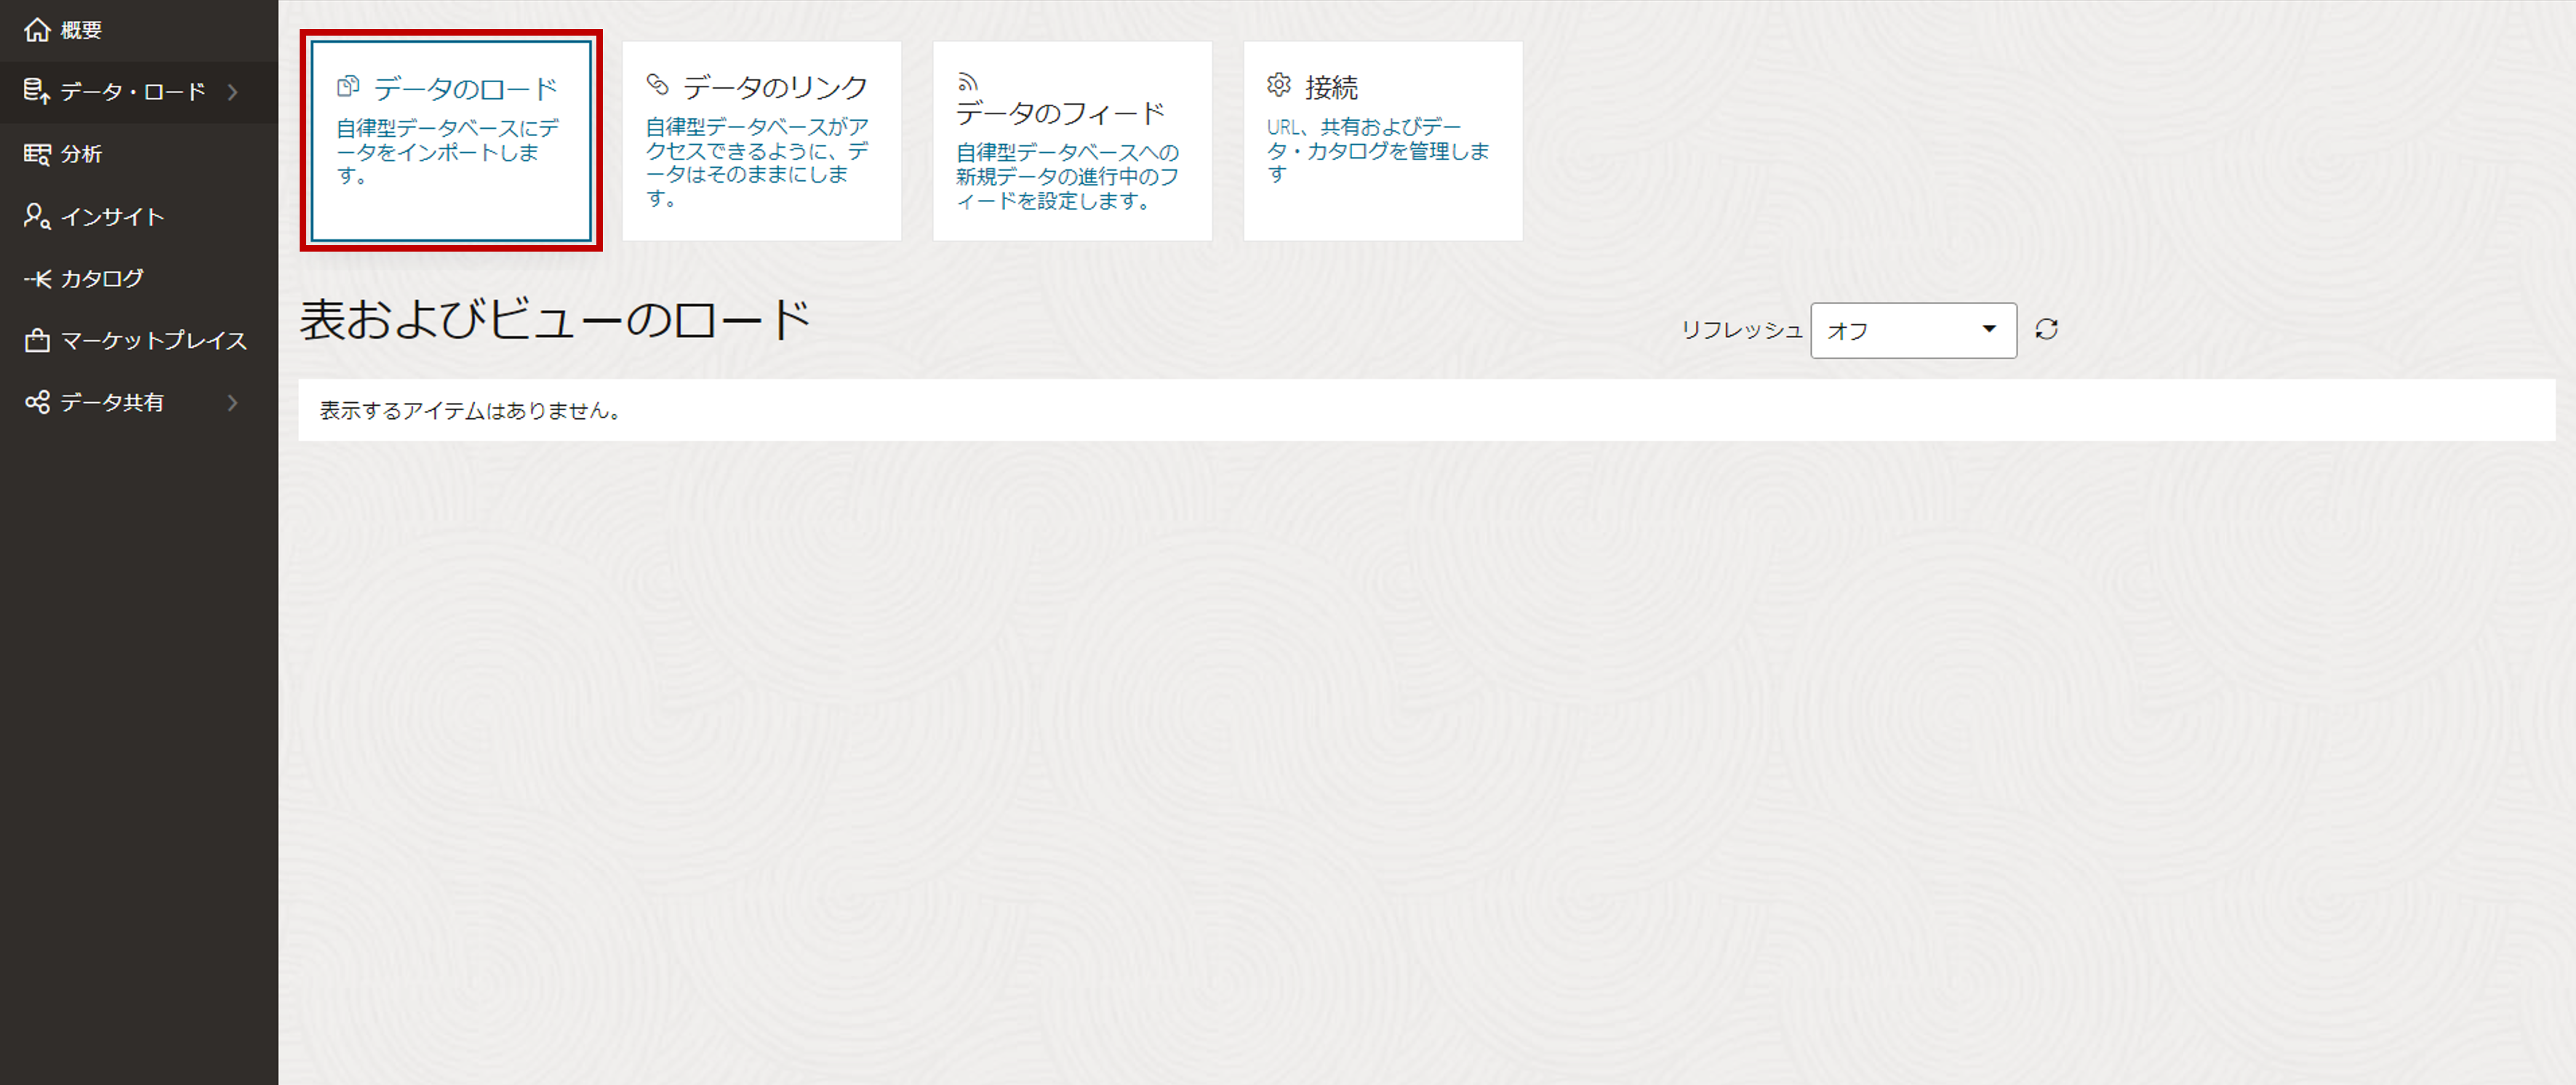 概要
データ・ロード
分析
インサイト
カタログ
マーケットプレイス
データ共有
データのロード
自律型データベースにデ
ータをインポートしま
す。
データのリンク
自律型データベースがア
クセスできるように、デ
ータはそのままにしま
す。
データのフィード
自律型データベースへの
新規データの進行中のフ
ィードを設定します。
接続
URL、共有およびデー
タ・カタログを管理しま
す
表およびビューのロード
リフレッシュ オフ
表示するアイテムはありません。